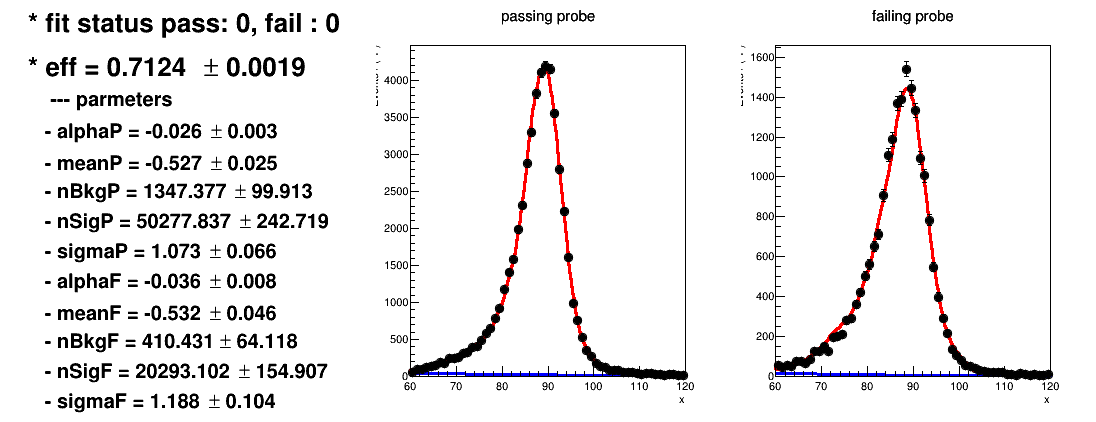 * fit status pass: 0, fail : 0
* eff = 0.7124 ± 0.0019
--- parmeters
- alphaP = -0.026 ± 0.003
- meanP = -0.527 ± 0.025
- nBkgP = 1347.377 ± 99.913
- nSigP = 50277.837 ± 242.719
- sigmaP = 1.073 ± 0.066
- alphaF = -0.036 ± 0.008
- meanF = -0.532 ± 0.046
- nBkgF = 410.431 ± 64.118
- nSigF = 20293.102 ± 154.907
- sigmaF = 1.188 ± 0.104
passing probe
4000
3500
3000
2500
2000
1500
1000
500
0
60 70 80 90 100 110 120
x
failing probe
1600
1400
1200
1000
800
600
400
200
0
60 70 80 90 100 110 120
x